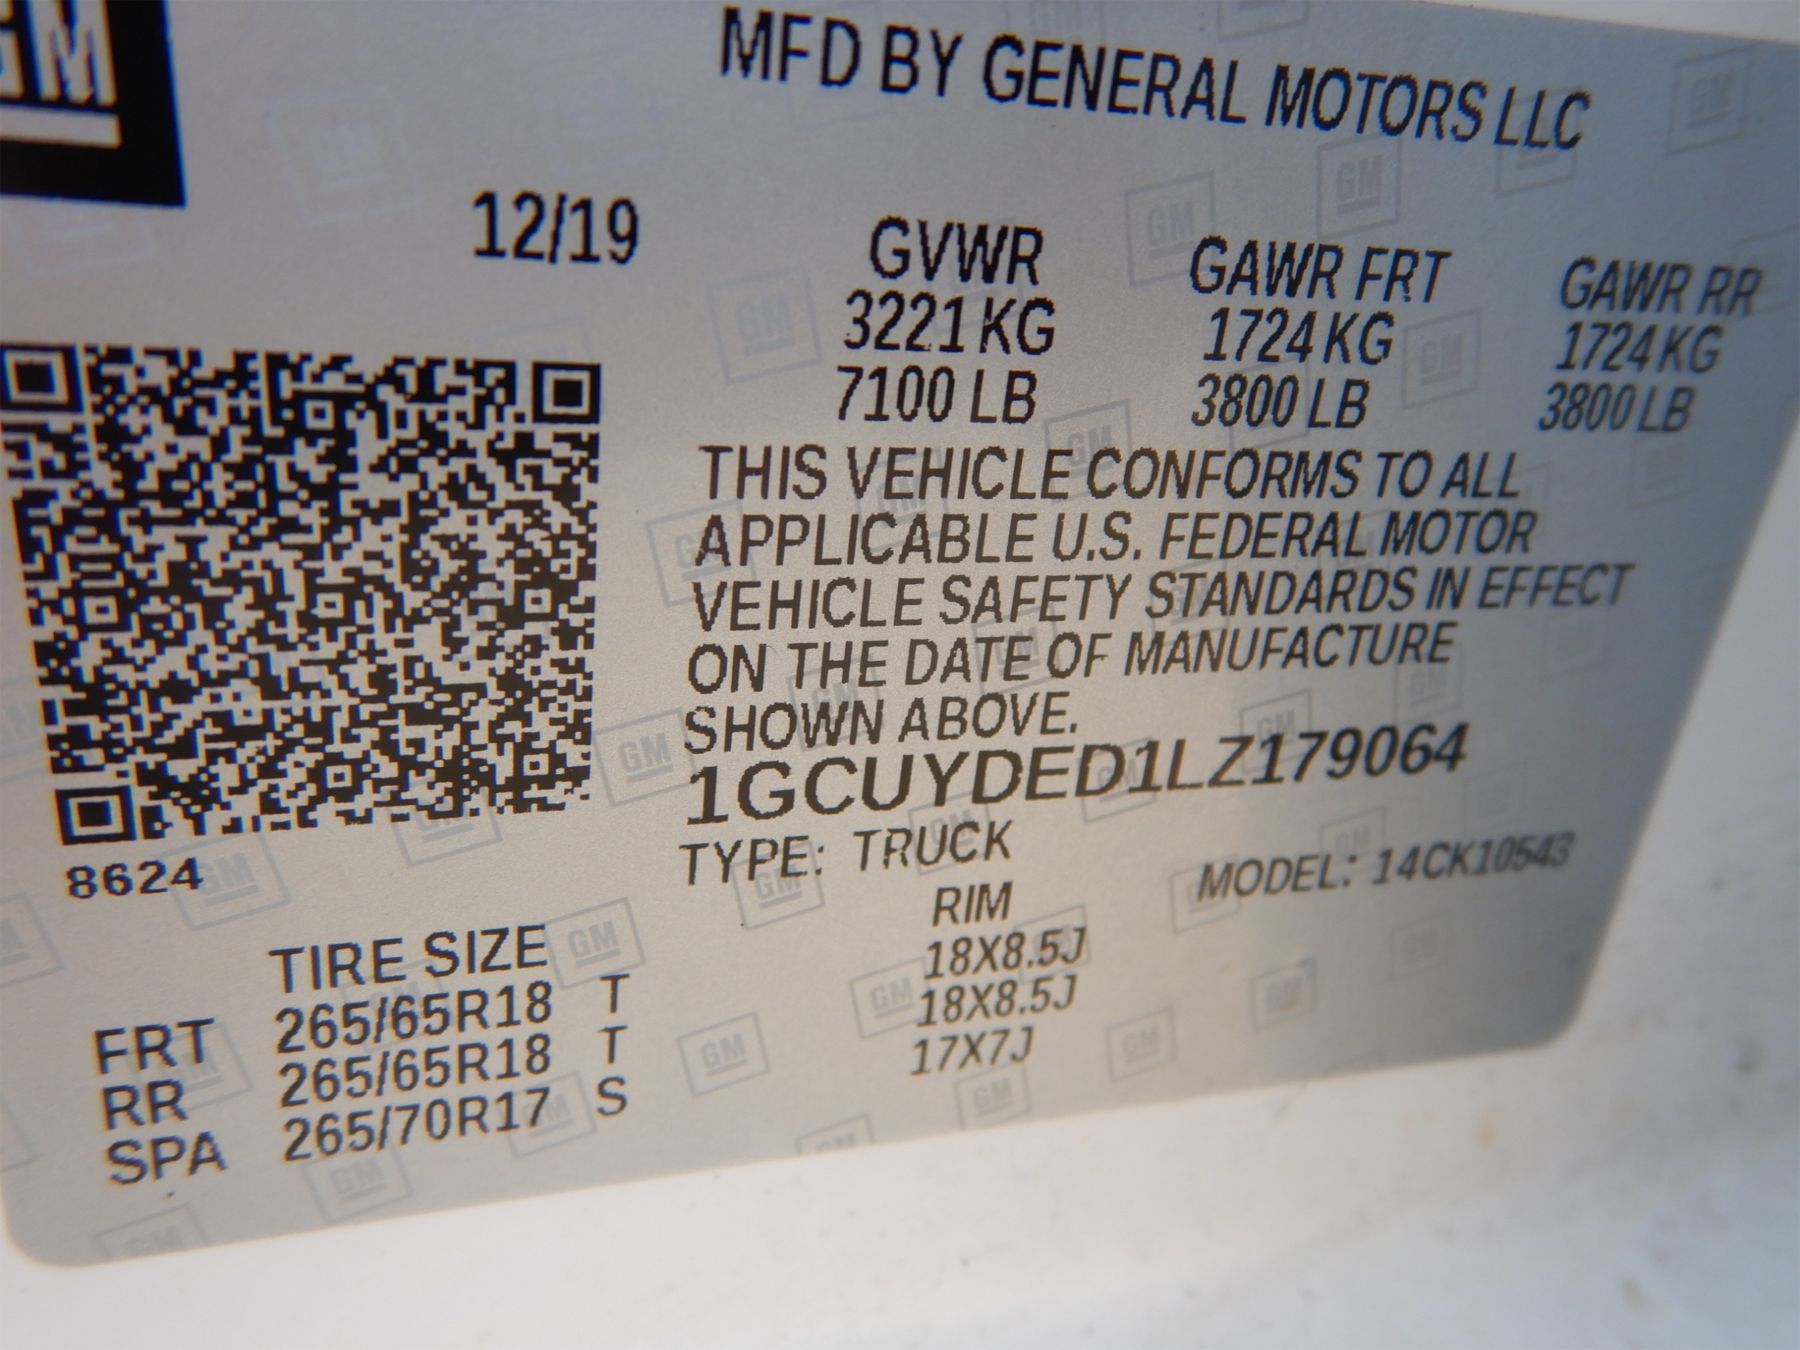 GM
MFD BY GENERAL MOTORS LLC
12/19
GVWR GAWR FRT GAWR RR
3221 KG 1724 KG 1724 KG
7100 LB 3800 LB 3800 LB
THIS VEHICLE CONFORMS TO ALL
APPLICABLE U.S. FEDERAL MOTOR
VEHICLE SAFETY STANDARDS IN EFFECT
ON THE DATE OF MANUFACTURE
SHOWN ABOVE.
1GCUYDED1LZ179064
8624
TYPE: TRUCK MODEL: 14CK10543
TIRE SIZE RIM
FRT 265/65R18 T 18X8.5J
RR 265/65R18 T 18X8.5J
SPA 265/70R17 S 17X7J